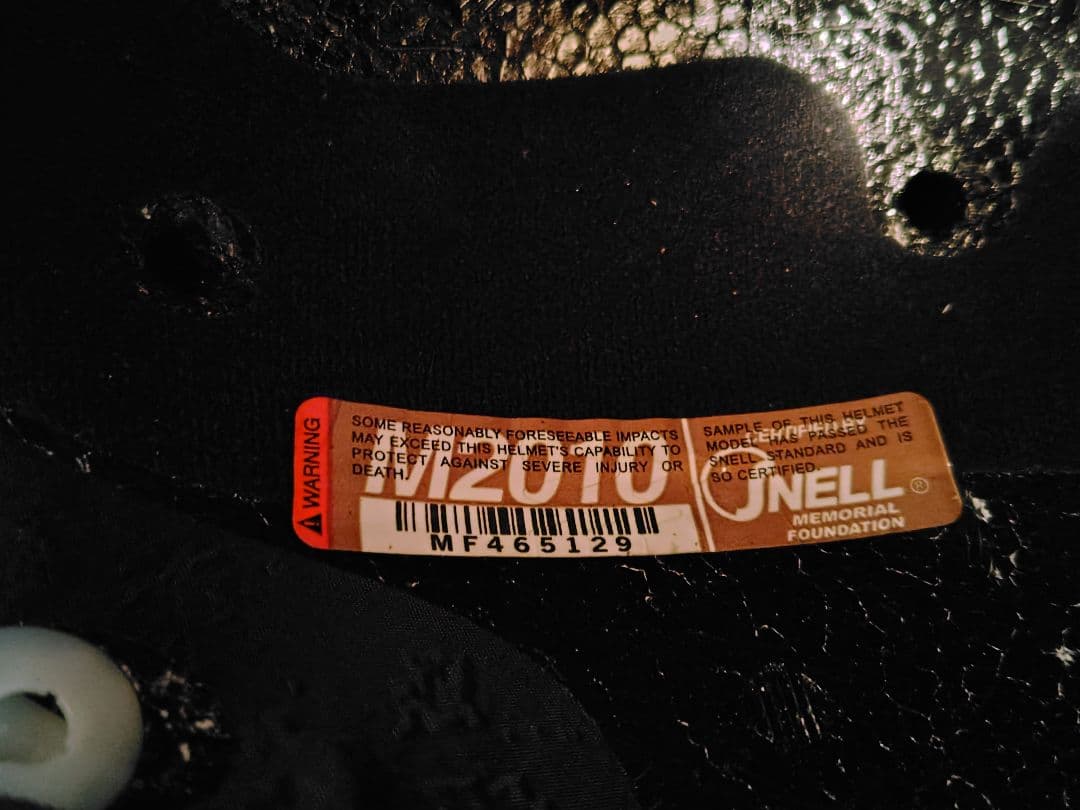 WARNING
SOME REASONABLY FORESEEABLE IMPACTS
MAY EXCEED THIS HELMET'S CAPABILITY TO
PROTECT AGAINST SEVERE INJURY OR
DEATH.
M2010
MF465129
SAMPLE OF THIS HELMET
MODEL HAS PASSED THE
SNELL STANDARD AND IS
SO CERTIFIED.
SNELL ®
MEMORIAL
FOUNDATION